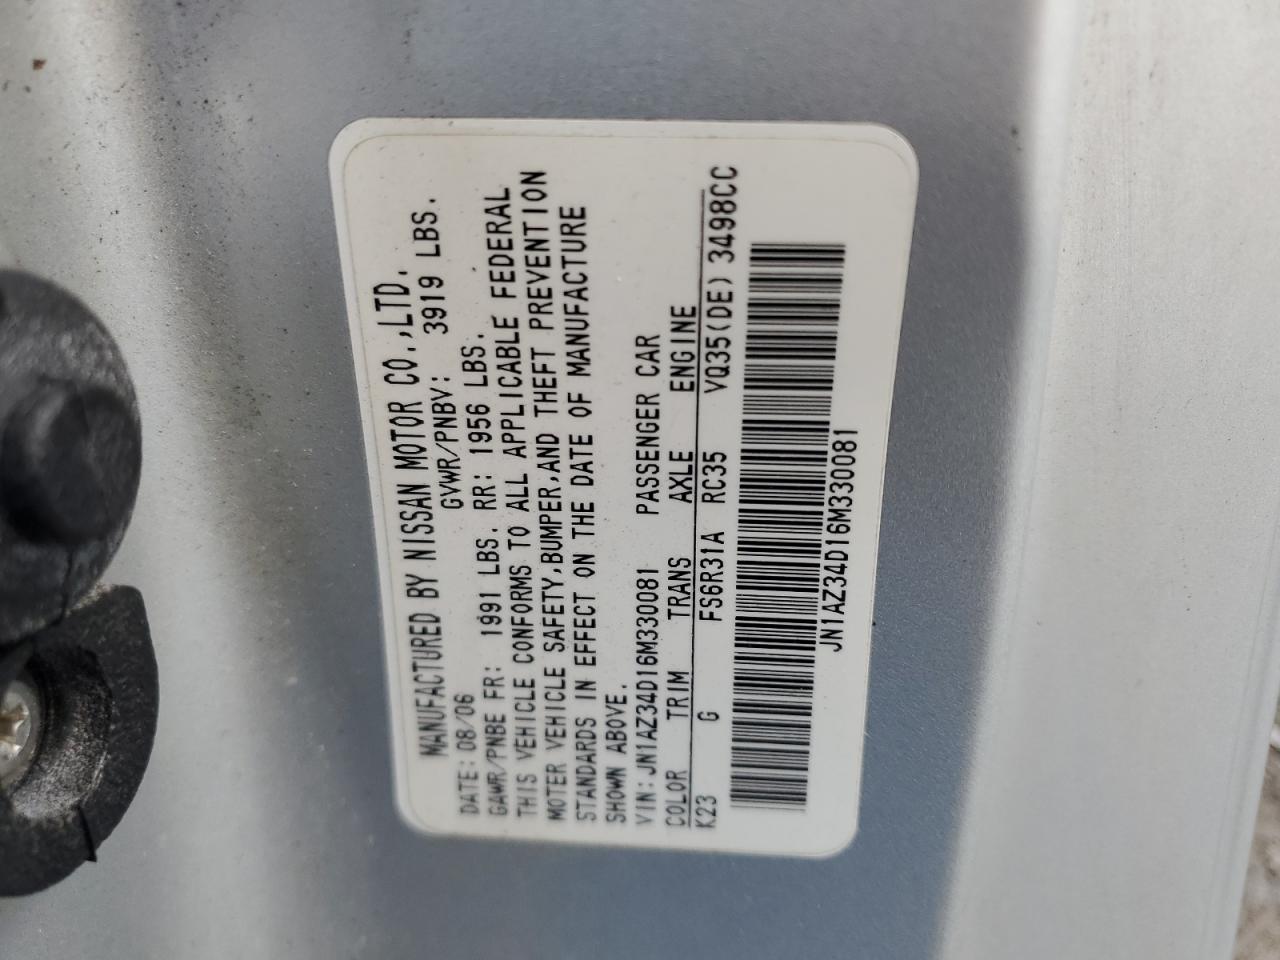 MANUFACTURED BY NISSAN MOTOR CO.,LTD.
DATE: 08/06 GVWR/PNBV: 3919 LBS.
GAWR/PNBE FR: 1991 LBS. RR: 1956 LBS.
THIS VEHICLE CONFORMS TO ALL APPLICABLE FEDERAL
MOTER VEHICLE SAFETY,BUMPER,AND THEFT PREVENTION
STANDARDS IN EFFECT ON THE DATE OF MANUFACTURE
SHOWN ABOVE.
VIN:JN1AZ34D16M330081 PASSENGER CAR
COLOR TRIM TRANS AXLE ENGINE
K23 G FS6R31A RC35 VQ35(DE) 3498CC
JN1AZ34D16M330081